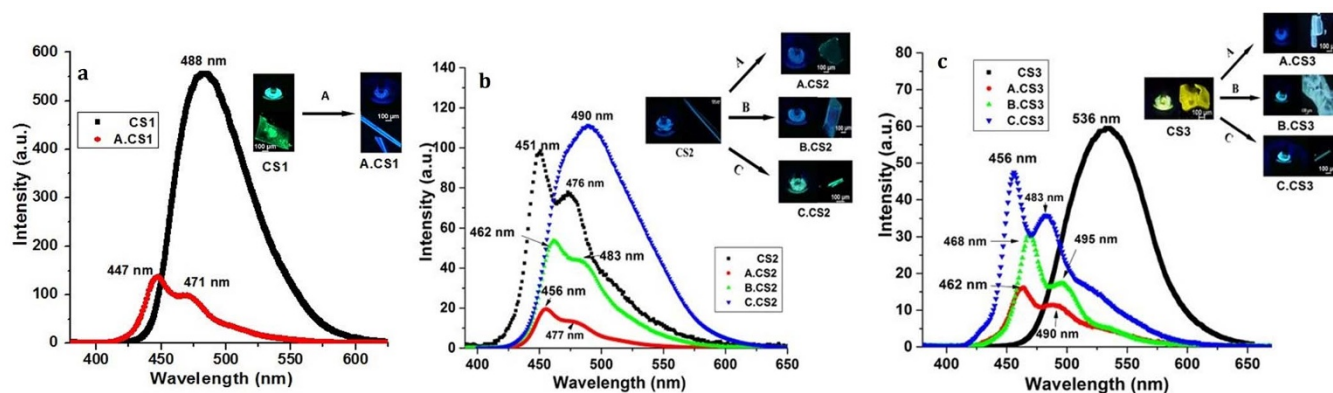 a
600
500
400
300
200
100
0
400
450
500
550
600
Intensity (a.u.)
Wavelength (nm)
488 nm
447 nm
471 nm
CS1
A.CS1
CS1
A
A.CS1
100 µm
100 µm
b
140
120
100
80
60
40
20
0
400
450
500
550
600
650
Intensity (a.u.)
Wavelength (nm)
490 nm
451 nm
476 nm
462 nm
483 nm
456 nm
477 nm
CS2
A.CS2
B.CS2
C.CS2
CS2
A
B
C
A.CS2
B.CS2
C.CS2
100 µm
100 µm
100 µm
c
80
70
60
50
40
30
20
10
0
400
450
500
550
600
650
Intensity (a.u.)
Wavelength (nm)
536 nm
456 nm
483 nm
468 nm
495 nm
462 nm
490 nm
CS3
A.CS3
B.CS3
C.CS3
CS3
A
B
C
A.CS3
B.CS3
C.CS3
100 µm
100 µm
100 µm